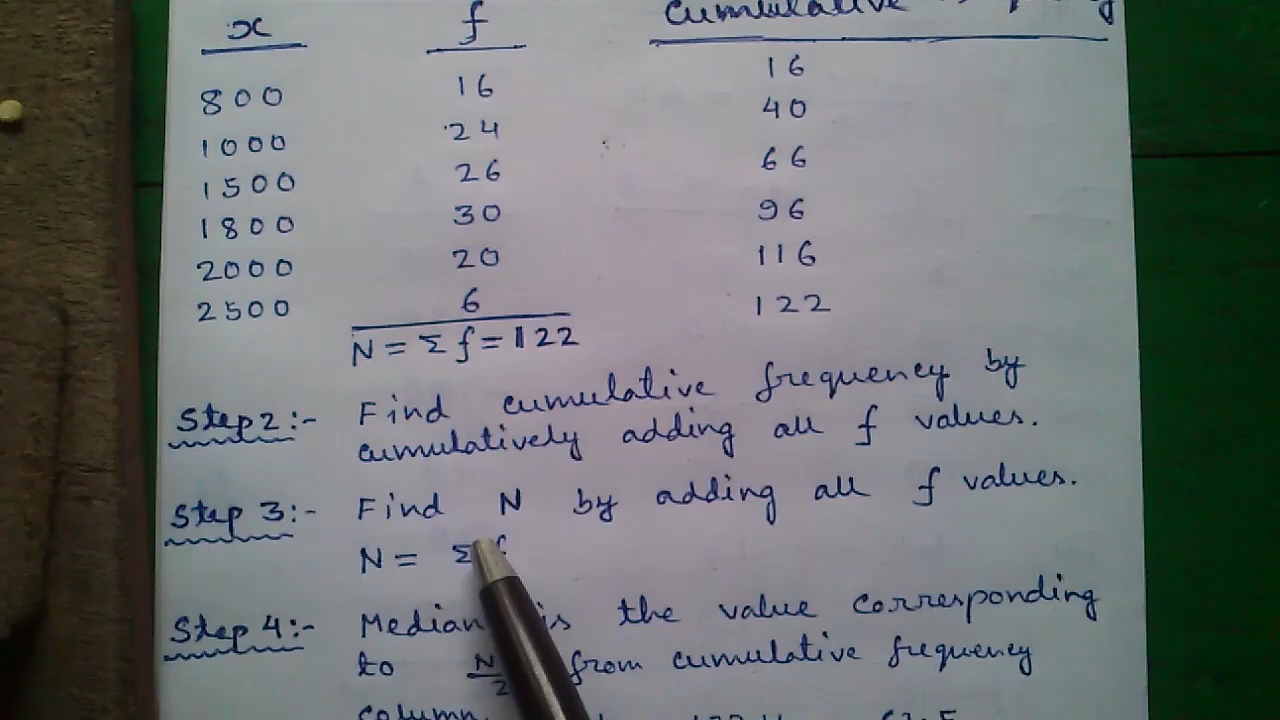 x f Cumulative
800 16 16
1000 24 40
1500 26 66
1800 30 96
2000 20 116
2500 6 122
N = Σ f = 122
Step 2:- Find cumulative frequency by
cumulatively adding all f values.
Step 3:- Find N by adding all f values.
N = Σ f
Step 4:- Median is the value corresponding
to N/2 from cumulative frequency
column.